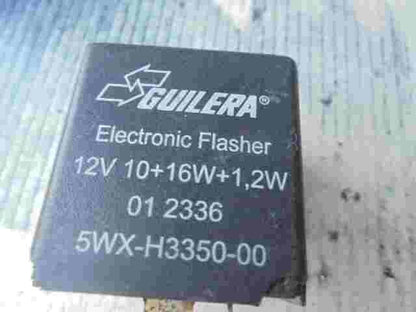 GUILERA®
Electronic Flasher
12V 10+16W+1,2W
01 2336
5WX-H3350-00